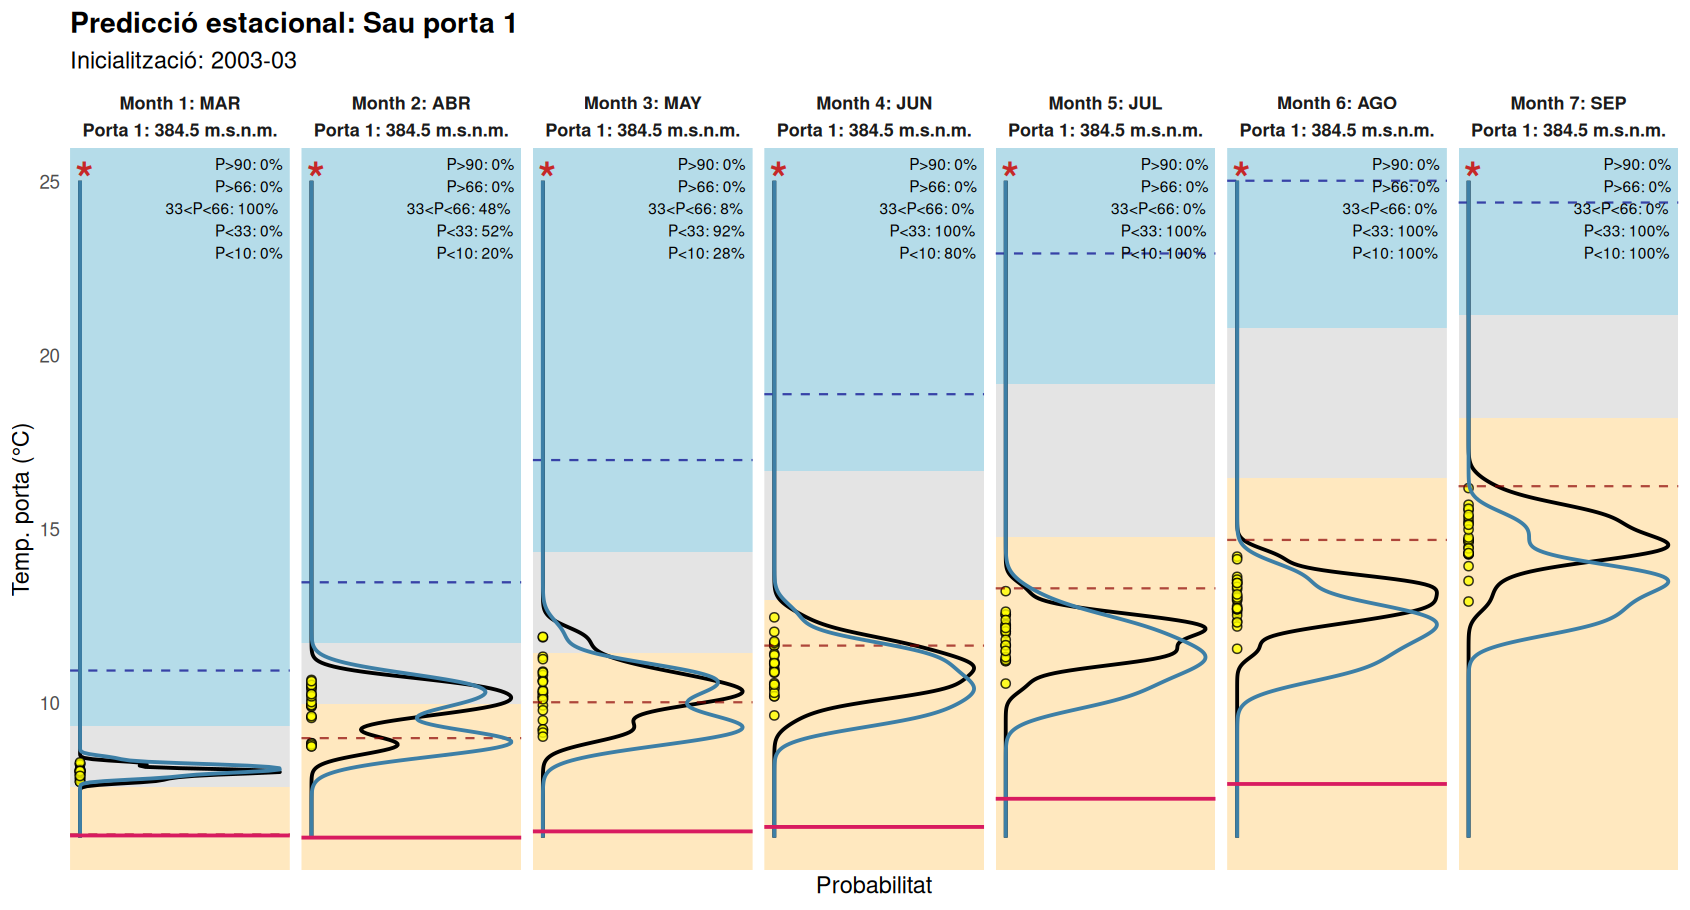 Predicció estacional: Sau porta 1
Inicialització: 2003-03
Month 1: MAR
Porta 1: 384.5 m.s.n.m.
Month 2: ABR
Porta 1: 384.5 m.s.n.m.
Month 3: MAY
Porta 1: 384.5 m.s.n.m.
Month 4: JUN
Porta 1: 384.5 m.s.n.m.
Month 5: JUL
Porta 1: 384.5 m.s.n.m.
Month 6: AGO
Porta 1: 384.5 m.s.n.m.
Month 7: SEP
Porta 1: 384.5 m.s.n.m.
*
P>90: 0%
P>66: 0%
33<P<66: 100%
P<33: 0%
P<10: 0%
*
P>90: 0%
P>66: 0%
33<P<66: 48%
P<33: 52%
P<10: 20%
*
P>90: 0%
P>66: 0%
33<P<66: 8%
P<33: 92%
P<10: 28%
*
P>90: 0%
P>66: 0%
33<P<66: 0%
P<33: 100%
P<10: 80%
*
P>90: 0%
P>66: 0%
33<P<66: 0%
P<33: 100%
P<10: 100%
*
P>90: 0%
P>66: 0%
33<P<66: 0%
P<33: 100%
P<10: 100%
*
P>90: 0%
P>66: 0%
33<P<66: 0%
P<33: 100%
P<10: 100%
25
20
15
10
Temp. porta (°C)
Probabilitat